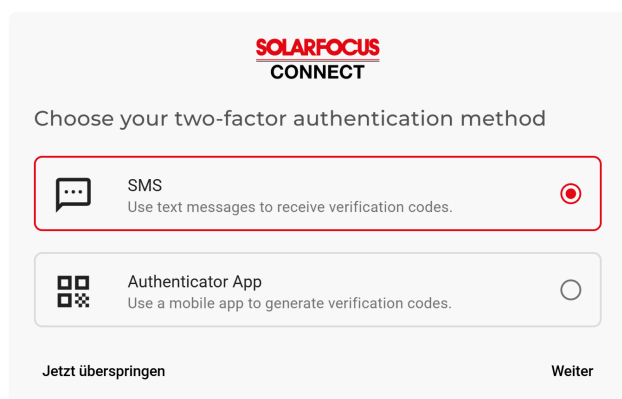 SOLARFOCUS
CONNECT
Choose your two-factor authentication method
SMS
Use text messages to receive verification codes.
Authenticator App
Use a mobile app to generate verification codes.
Jetzt überspringen
Weiter